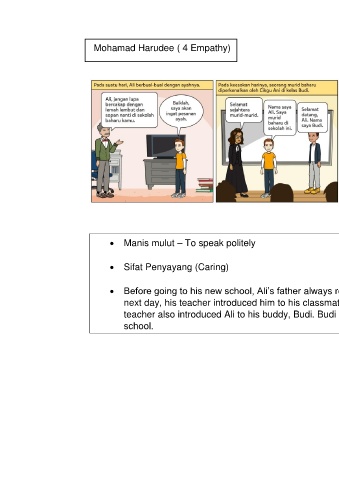 Mohamad Harudee ( 4 Empathy)
Pada suatu hari, Ali berbual-bual dengan ayahnya.
Ali, jangan lupa
bercakap dengan
lemah lembut dan
sopan nanti di sekolah
baharu kamu.
Baiklah,
saya akan
ingat pesanan
ayah.
Pada keesokan harinya, seorang murid baharu
diperkenalkan oleh Cikgu Ani di kelas Budi.
Selamat
sejahtera
murid-murid.
Nama saya
Ali. Saya
murid
baharu di
sekolah ini.
Selamat
datang,
Ali. Nama
saya Budi.
• Manis mulut – To speak politely
• Sifat Penyayang (Caring)
• Before going to his new school, Ali's father always
next day, his teacher introduced him to his
teacher also introduced Ali to his buddy, Budi. Budi
school.